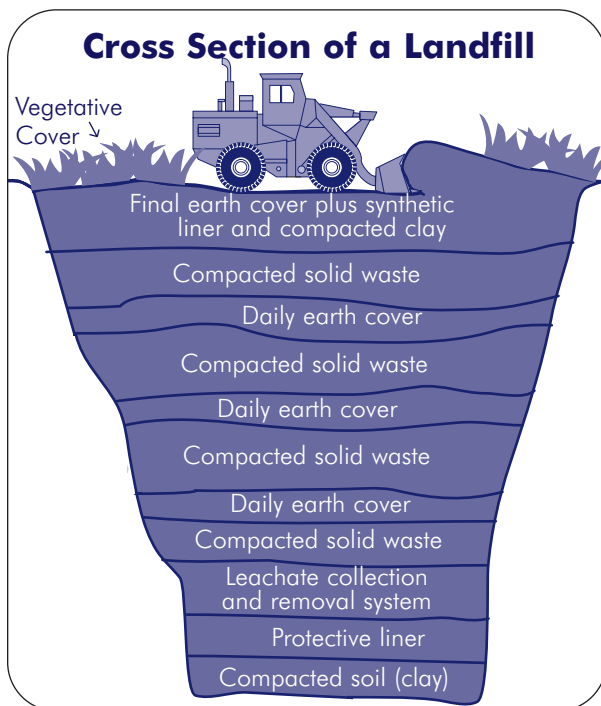 Cross Section of a Landfill
Vegetative
Cover
Final earth cover plus synthetic
liner and compacted clay
Compacted solid waste
Daily earth cover
Compacted solid waste
Daily earth cover
Compacted solid waste
Daily earth cover
Compacted solid waste
Leachate collection
and removal system
Protective liner
Compacted soil (clay)